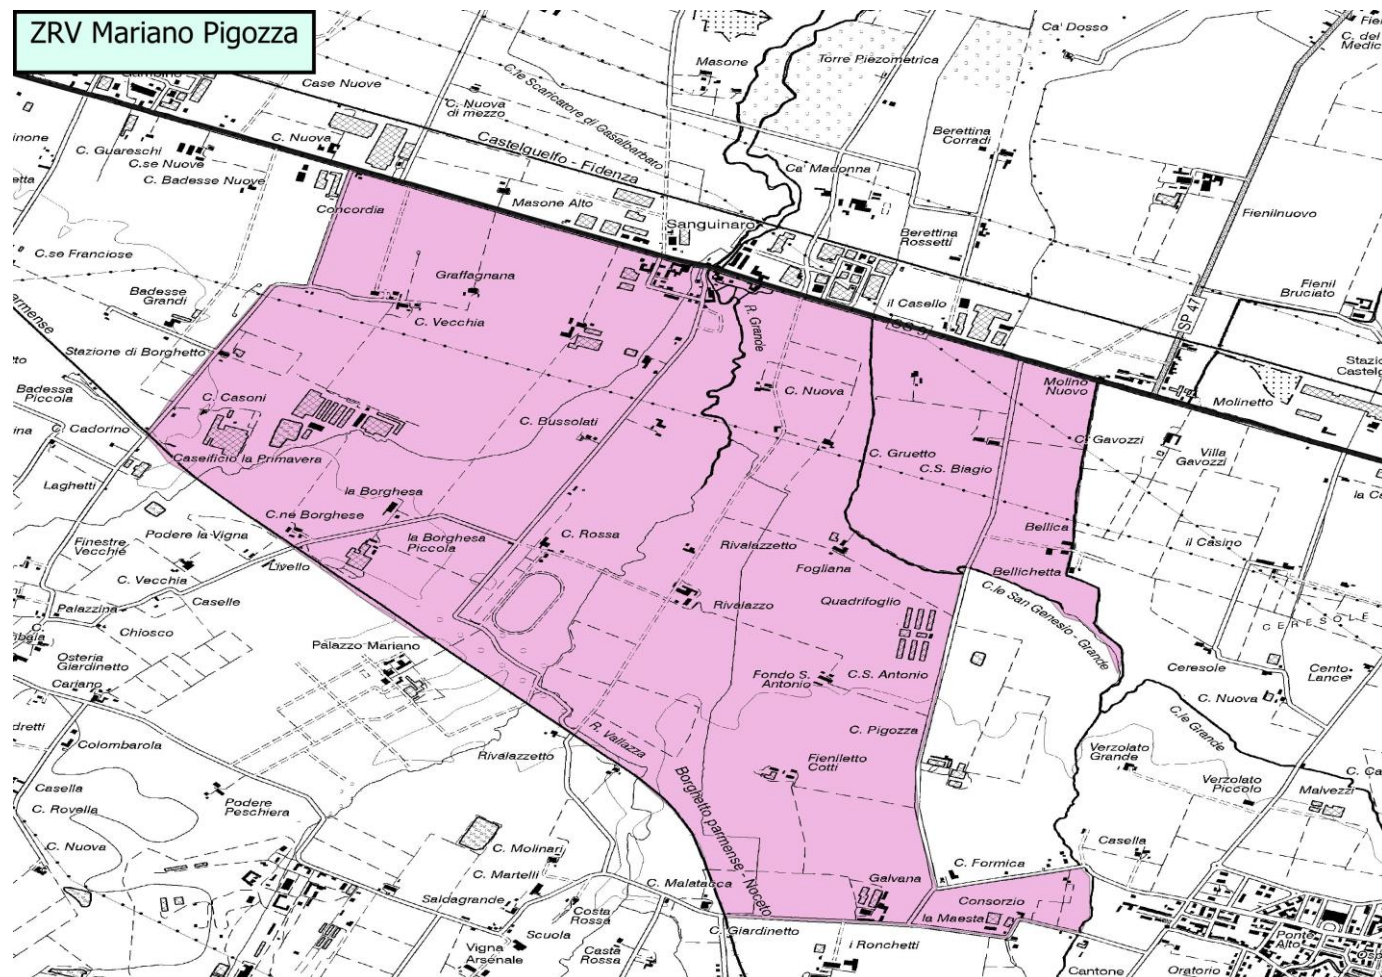 ZRV Mariano Pigozza
Ca' Dosso
C. dei
Masone
Torre Piezometrica
Case Nuove
C. Nuova
di mezzo
C.le Scaricatore di Gasalbarbato
C. Nuova
Castelguelfo - Fidenza
Berettina
Corradi
C. Guareschi
C.se Nuove
C. Badesse Nuove
Ca' Madonna
Concordia
Masone Alto
Sanguinaro
Berettina
Rossetti
Fienilnuovo
C.se Franciose
Graffagnana
Badesse
Grandi
C. Vecchia
R. Grande
il Casello
SP 47
Fienil
Bruciato
Stazione di Borghetto
Badessa
Piccola
C. Nuova
Molino
Nuovo
Molinetto
C. Casoni
C. Cadorino
C. Bussolati
C. Gruetto
C. Gavozzi
C.S. Biagio
Villa
Gavozzi
Caseificio la Primavera
Laghetti
la Borghesa
C.ne Borghese
Podere la Vigna
la Borghesa
Piccola
C. Rossa
Rivalazzetto
Bellica
il Casino
Finestre
Vecchie
Livello
Fogliana
Bellichetta
C. Vecchia
Caselle
Palazzina
Rivalazzo
Quadrifoglio
C.le San Genesio - Grande
CERESOLE
Chiosco
Palazzo Mariano
Osteria
Giardinetto
Cariano
Fondo S.
Antonio
C.S. Antonio
Ceresole
Cento
Lance
C. Nuova
C.le Grande
C. Pigozza
Colombarola
Rivalazzetto
R. Vallazza
Fieniletto
Cotti
Verzolato
Grande
Verzolato
Piccolo
Malvezzi
Casella
C. Rovella
Podere
Peschiera
Borghetto parmense - Noceto
C. Nuova
C. Molinari
Casella
C. Martelli
C. Formica
C. Malatacca
Galvana
Saldagrande
Costa
Rossa
Consorzio
la Maesta
Scuola
C. Giardinetto
Vigna
Arsenale
Casta
Rossa
i Ronchetti
Ponte
Alto
Cantone
Oratorio